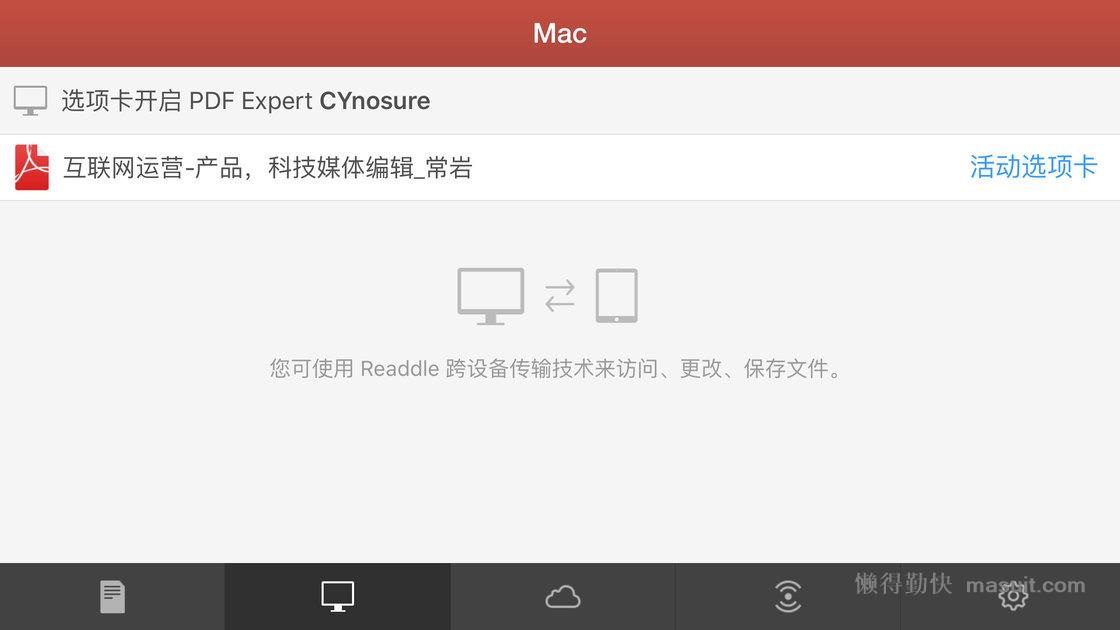 Mac
选项卡开启 PDF Expert CYnosure
互联网运营-产品，科技媒体编辑_常岩
活动选项卡
您可使用 Readdle 跨设备传输技术来访问、更改、保存文件。
懒得勤快 masuit.com